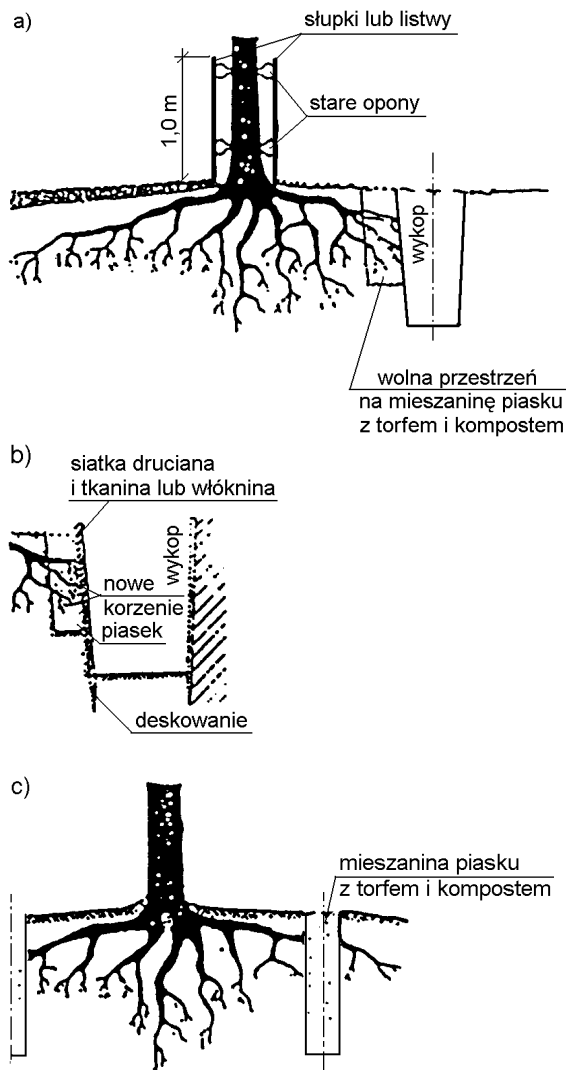 a)
słupki lub listwy
stare opony
1,0 m
wykop
wolna przestrzeń
na mieszaninę piasku
z torfem i kompostem
b)
siatka druciana
i tkanina lub włóknina
wykop
nowe
korzenie
piasek
deskowanie
c)
mieszanina piasku
z torfem i kompostem